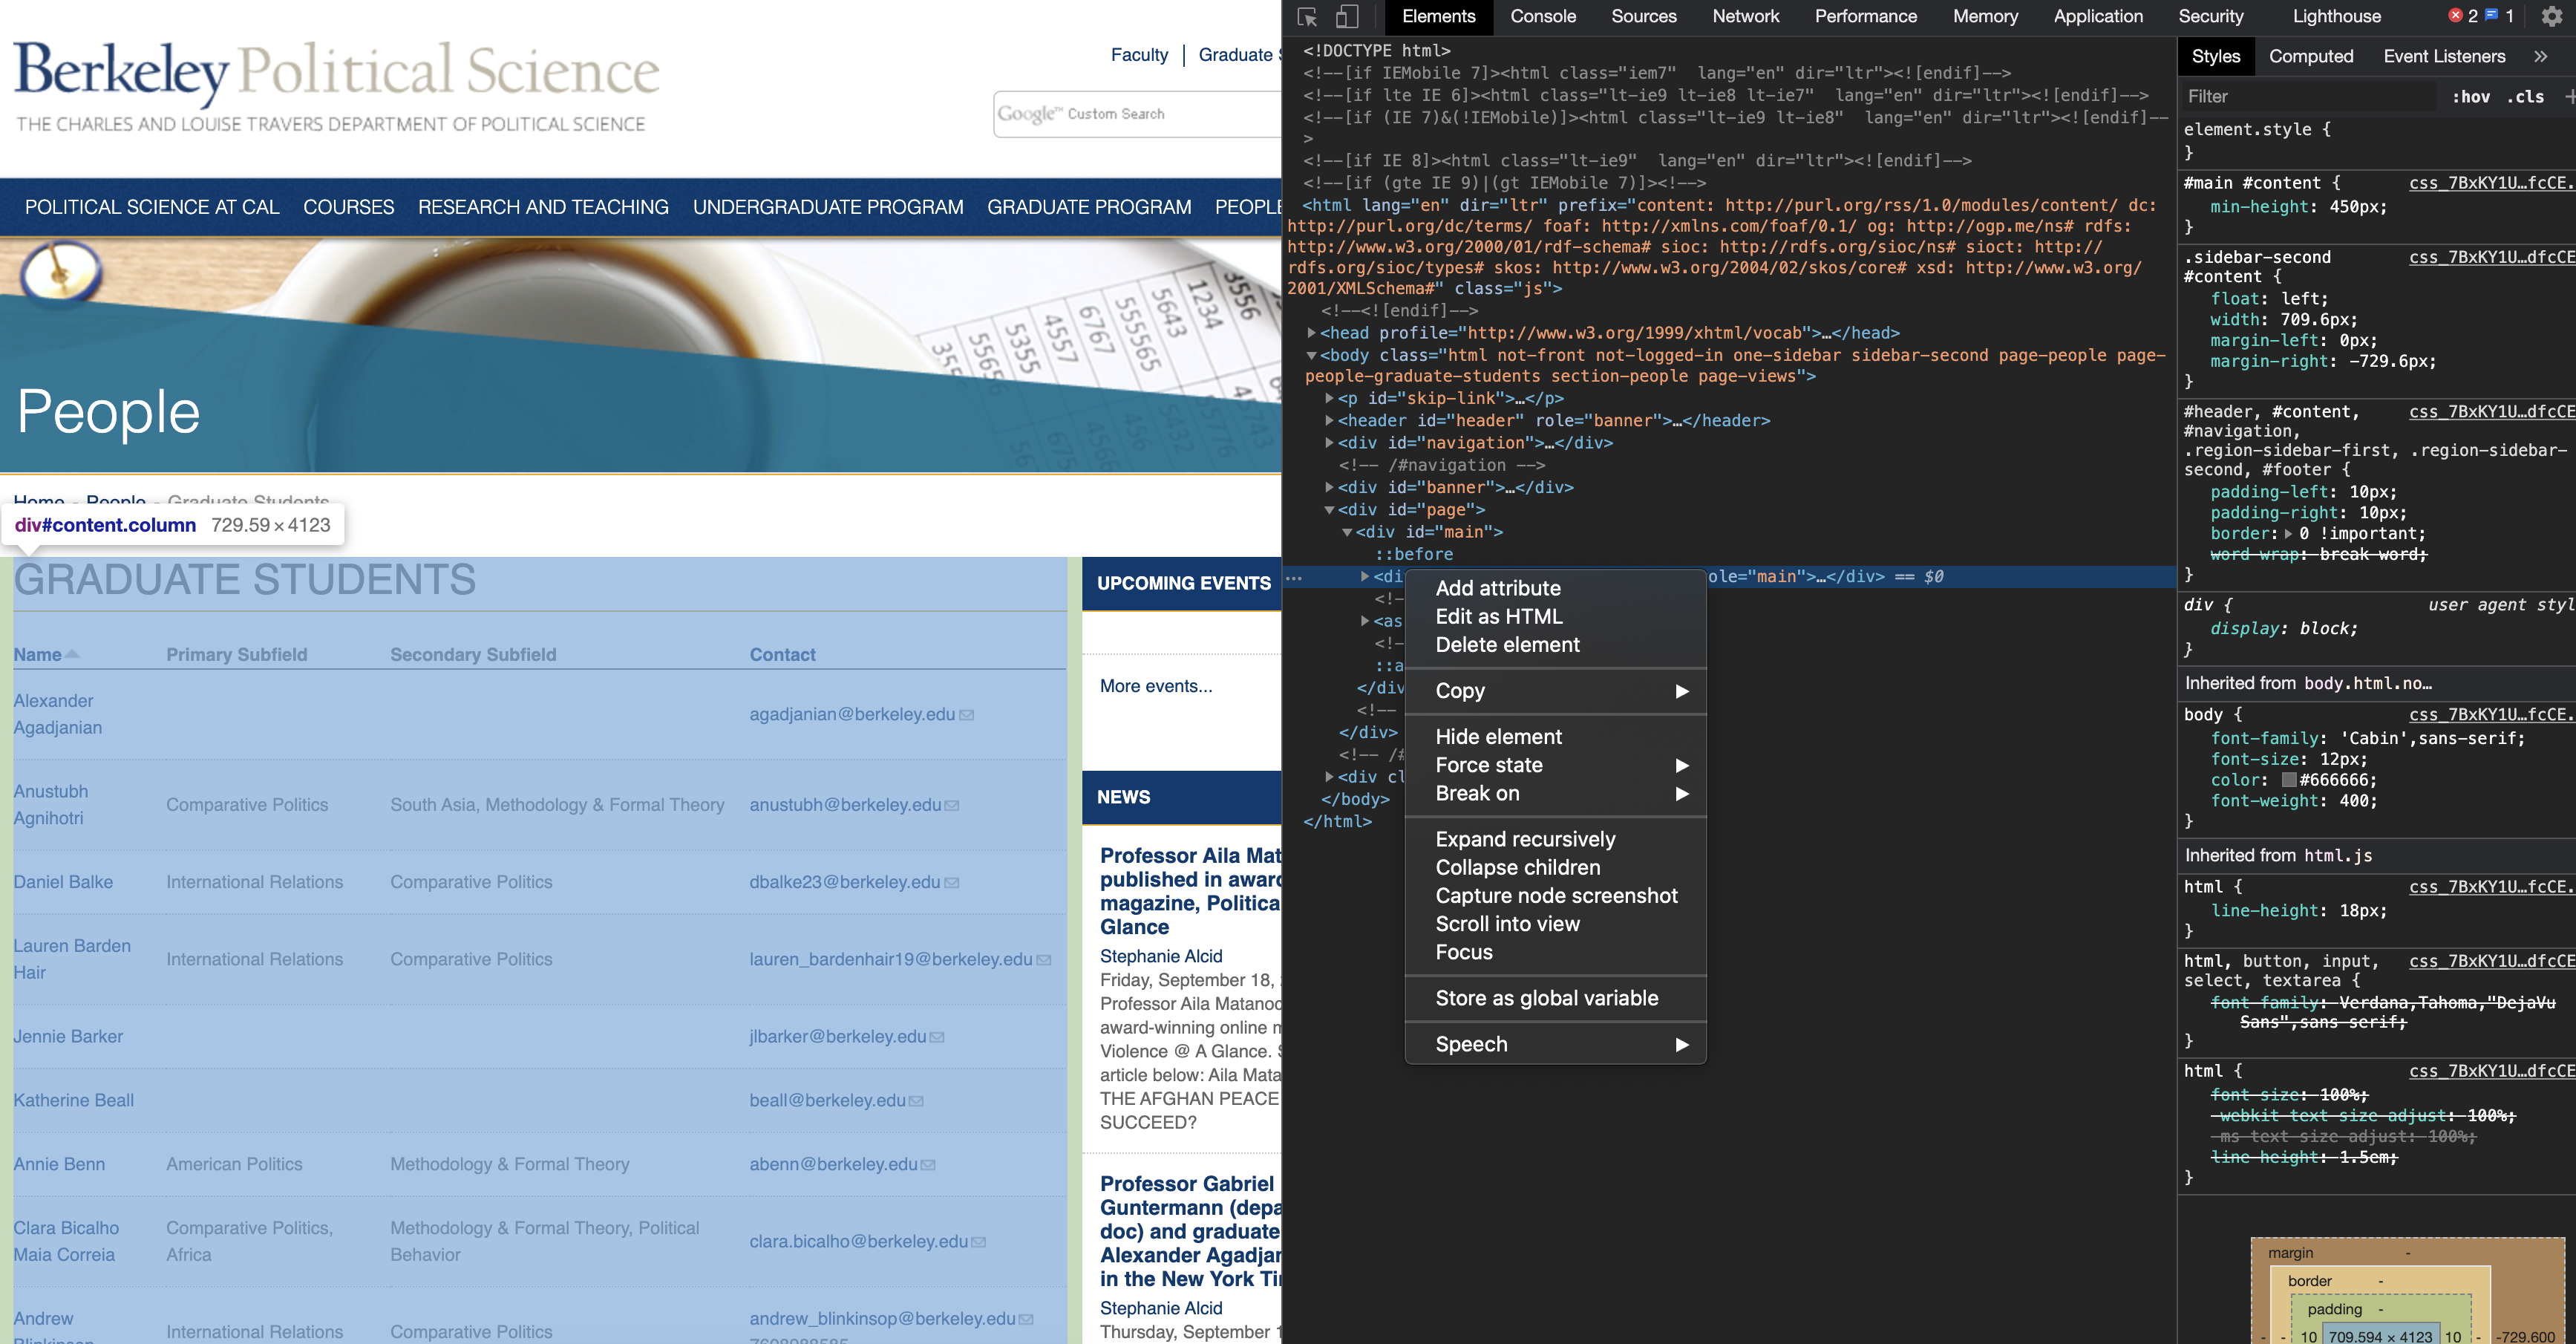 Berkeley Political Science
THE CHARLES AND LOUISE TRAVERS DEPARTMENT OF POLITICAL SCIENCE
Faculty
Graduate
Google™ Custom Search
POLITICAL SCIENCE AT CAL COURSES RESEARCH AND TEACHING UNDERGRADUATE PROGRAM GRADUATE PROGRAM PEOPLE
3556
1234
5643
555565
6767
4557
5355
People
Home - People - Graduate Students
div#content.column 729.59 × 4123
GRADUATE STUDENTS
Name Primary Subfield Secondary Subfield Contact
Alexander
Agadjanian
agadjanian@berkeley.edu
Anustubh
Agnihotri
Comparative Politics South Asia, Methodology & Formal Theory anustubh@berkeley.edu
Daniel Balke International Relations Comparative Politics dbalke23@berkeley.edu
Lauren Barden
Hair
International Relations Comparative Politics lauren_bardenhair19@berkeley.edu
Jennie Barker jlbarker@berkeley.edu
Katherine Beall beall@berkeley.edu
Annie Benn American Politics Methodology & Formal Theory abenn@berkeley.edu
Clara Bicalho
Maia Correia
Comparative Politics,
Africa
Methodology & Formal Theory, Political
Behavior
clara.bicalho@berkeley.edu
Andrew
International Relations Comparative Politics
andrew_blinkinsop@berkeley.edu
UPCOMING EVENTS
More events...
NEWS
Professor Aila Mat
published in award
magazine, Politica
Glance
Stephanie Alcid
Friday, September 18,
Professor Aila Matanoc
award-winning online m
Violence @ A Glance. S
article below: Aila Mata
THE AFGHAN PEACE
SUCCEED?
Professor Gabriel
Guntermann (depa
doc) and graduate
Alexander Agadjar
in the New York Ti
Stephanie Alcid
Thursday, September 1
Elements Console Sources Network Performance Memory Application Security Lighthouse 2 1
<!DOCTYPE html>
<!--[if IEMobile 7]><html class="iem7"  lang="en" dir="ltr"><![endif]-->
<!--[if lte IE 6]><html class="lt-ie9 lt-ie8 lt-ie7"  lang="en" dir="ltr"><![endif]-->
<!--[if (IE 7)&(!IEMobile)]><html class="lt-ie9 lt-ie8"  lang="en" dir="ltr"><![endif]--
>
<!--[if IE 8]><html class="lt-ie9"  lang="en" dir="ltr"><![endif]-->
<!--[if (gte IE 9)|(gt IEMobile 7)]><!-->
<html lang="en" dir="ltr" prefix="content: http://purl.org/rss/1.0/modules/content/ dc:
http://purl.org/dc/terms/ foaf: http://xmlns.com/foaf/0.1/ og: http://ogp.me/ns# rdfs:
http://www.w3.org/2000/01/rdf-schema# sioc: http://rdfs.org/sioc/ns# sioct: http://
rdfs.org/sioc/types# skos: http://www.w3.org/2004/02/skos/core# xsd: http://www.w3.org/
2001/XMLSchema#" class="js">
<!--<![endif]-->
<head profile="http://www.w3.org/1999/xhtml/vocab">…</head>
<body class="html not-front not-logged-in one-sidebar sidebar-second page-people page-
people-graduate-students section-people page-views">
<p id="skip-link">…</p>
<header id="header" role="banner">…</header>
<div id="navigation">…</div>
<!-- /#navigation -->
<div id="banner">…</div>
<div id="page">
<div id="main">
::before
<di ole="main">…</div> == $0
<!-
<as
<!-
::a
</div
<!--
</div>
<!-- /#
<div cl
</body>
</html>
Add attribute
Edit as HTML
Delete element
Copy
Hide element
Force state
Break on
Expand recursively
Collapse children
Capture node screenshot
Scroll into view
Focus
Store as global variable
Speech
Styles Computed Event Listeners »
Filter :hov .cls +
element.style {
}
#main #content { css_7BxKY1U…fcCE.
min-height: 450px;
}
.sidebar-second css_7BxKY1U…dfcCE
#content {
float: left;
width: 709.6px;
margin-left: 0px;
margin-right: -729.6px;
}
#header, #content, css_7BxKY1U…dfcCE
#navigation,
.region-sidebar-first, .region-sidebar-
second, #footer {
padding-left: 10px;
padding-right: 10px;
border: 0 !important;
word-wrap: break-word;
}
div { user agent styl
display: block;
}
Inherited from body.html.no…
body { css_7BxKY1U…fcCE.
font-family: 'Cabin',sans-serif;
font-size: 12px;
color: #666666;
font-weight: 400;
}
Inherited from html.js
html { css_7BxKY1U…fcCE.
line-height: 18px;
}
html, button, input, css_7BxKY1U…dfcCE
select, textarea {
font-family: Verdana,Tahoma,"DejaVu
Sans",sans-serif;
}
html { css_7BxKY1U…dfcCE
font-size: 100%;
-webkit-text-size-adjust: 100%;
-ms-text-size-adjust: 100%;
line-height: 1.5em;
}
margin -
border -
padding -
- - 10 709.594 × 4123 10 - -729.600